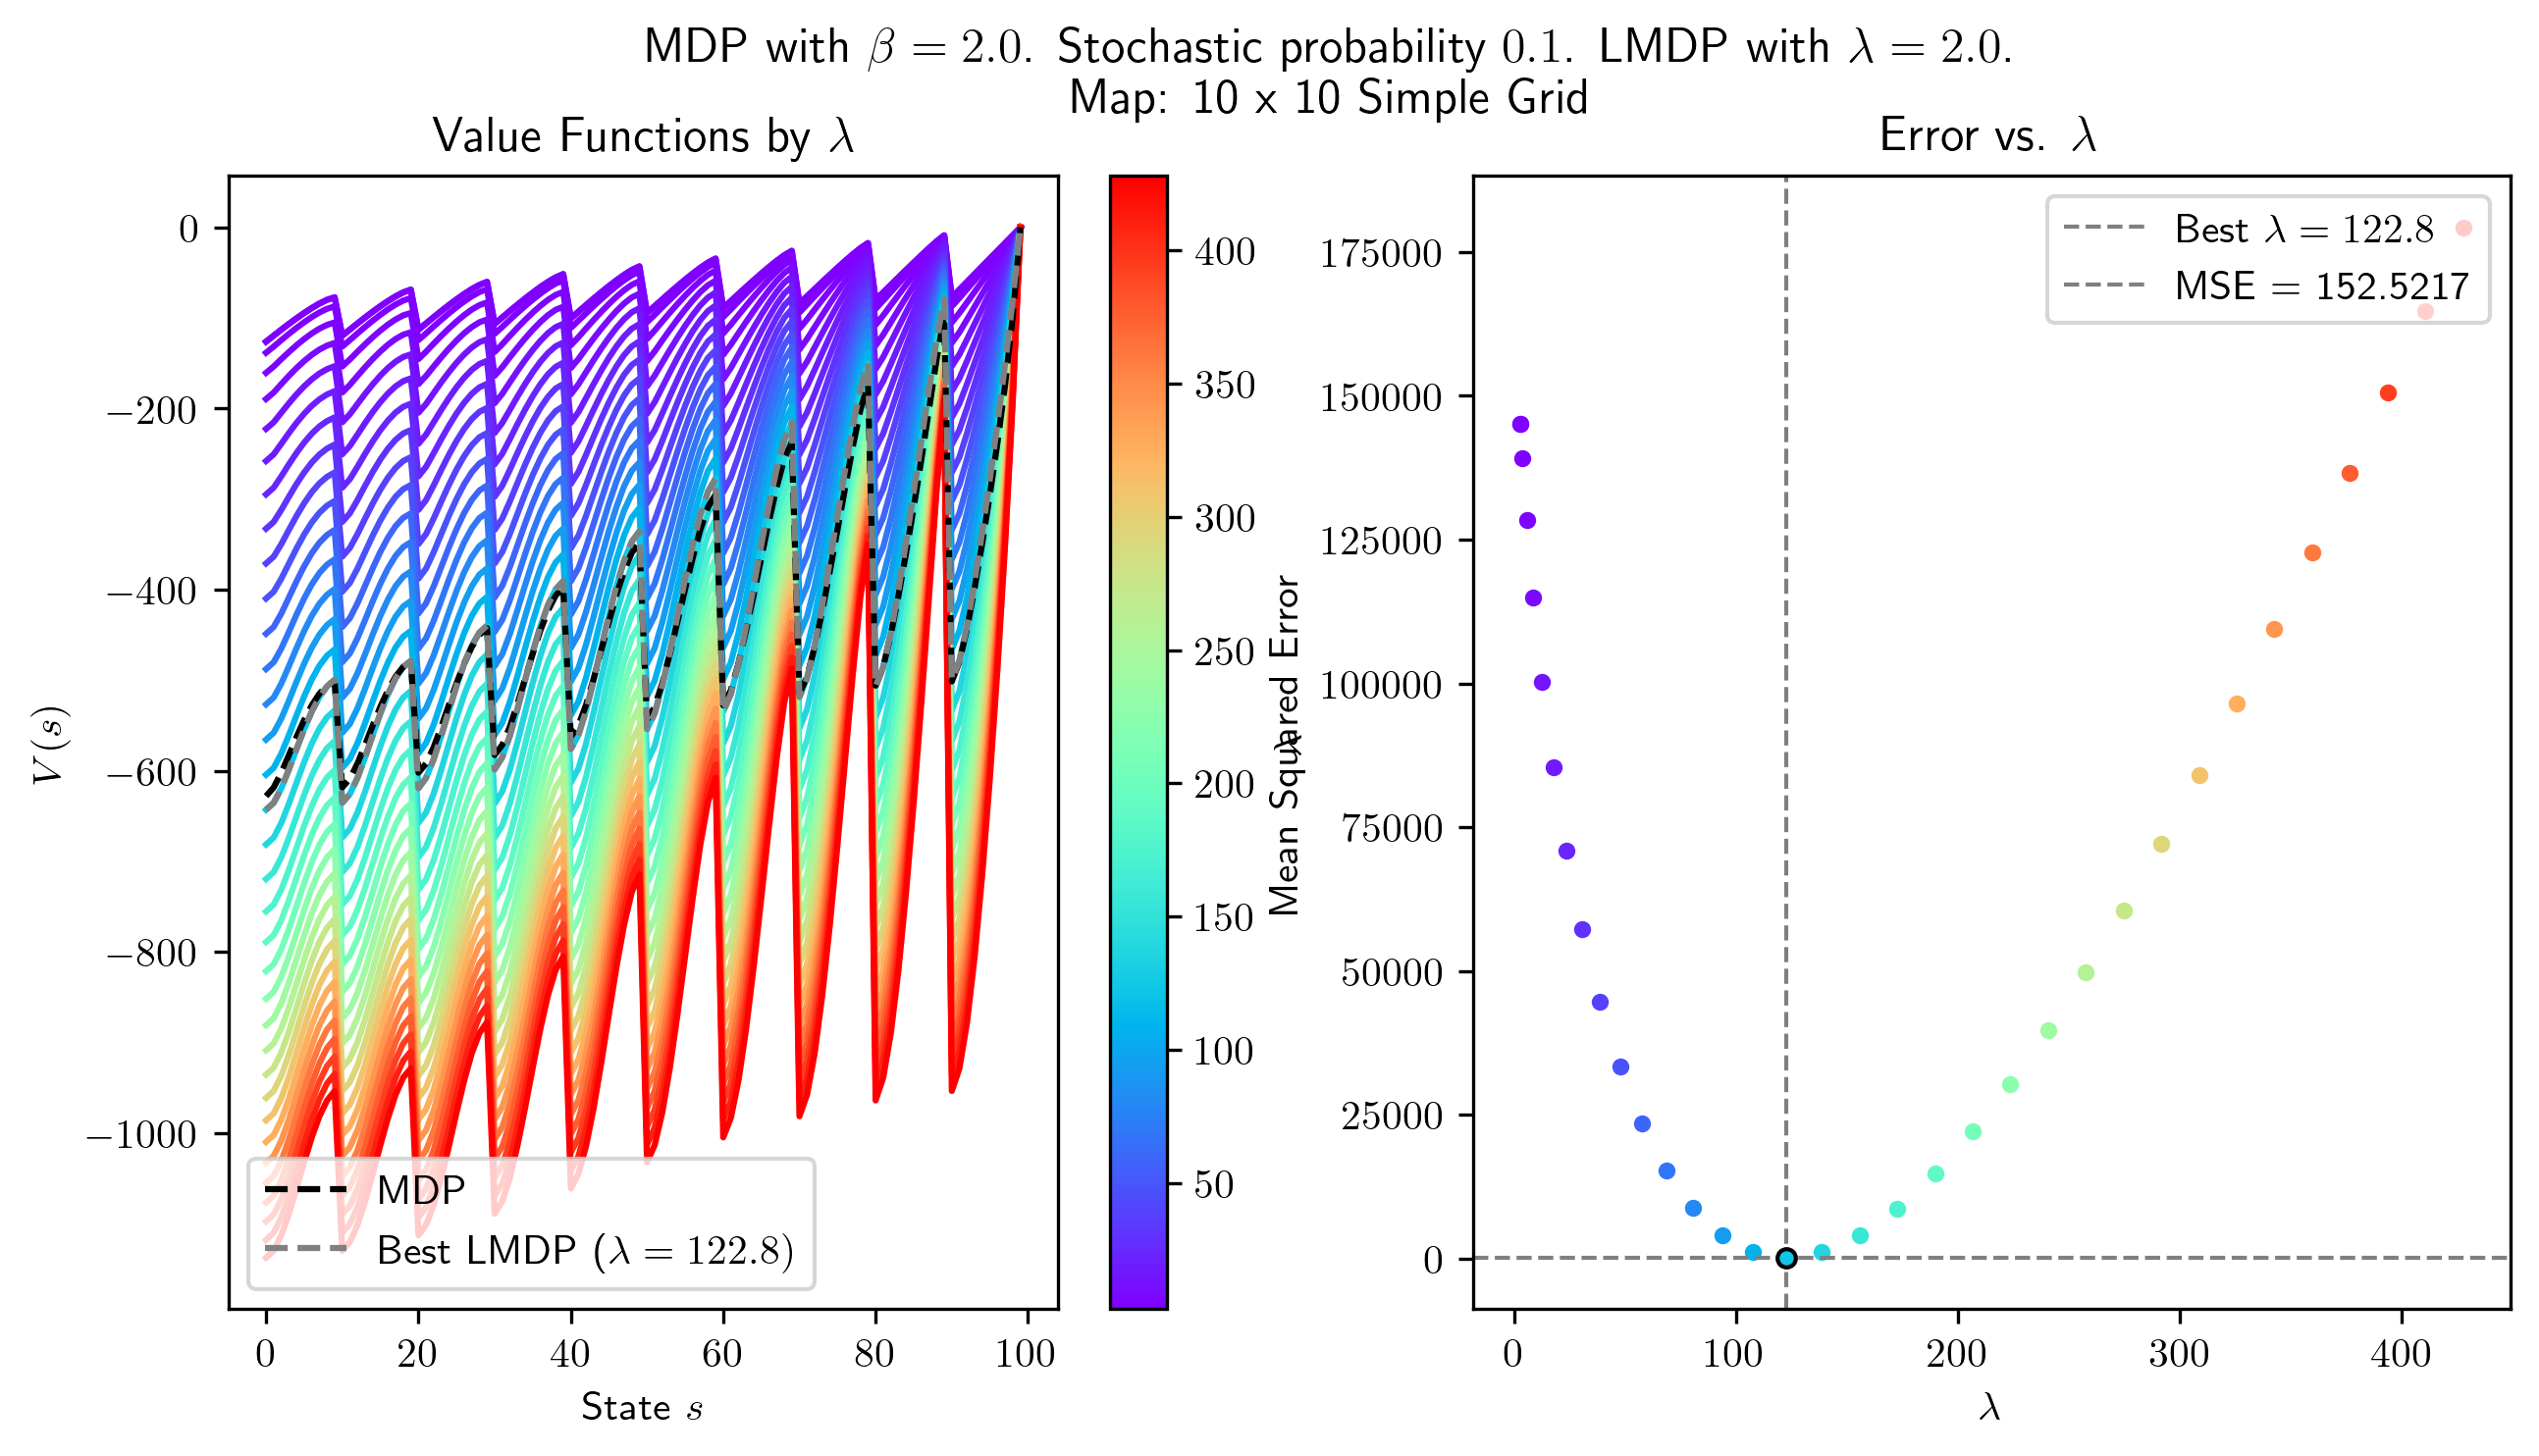 MDP with β = 2.0. Stochastic probability 0.1. LMDP with λ = 2.0.
Map: 10 x 10 Simple Grid
Value Functions by λ
0
−200
−400
−600
−800
−1000
V(s)
MDP
Best LMDP (λ = 122.8)
0 20 40 60 80 100
State s
400
350
300
250
200
150
100
50
λ
Error vs. λ
Best λ = 122.8
MSE = 152.5217
175000
150000
125000
100000
75000
50000
25000
0
Mean Squared Error
0 100 200 300 400
λ